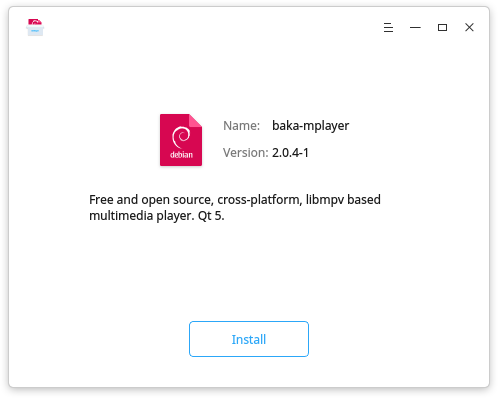 debian
Name: baka-mplayer
Version: 2.0.4-1
Free and open source, cross-platform, libmpv based
multimedia player. Qt 5.
Install